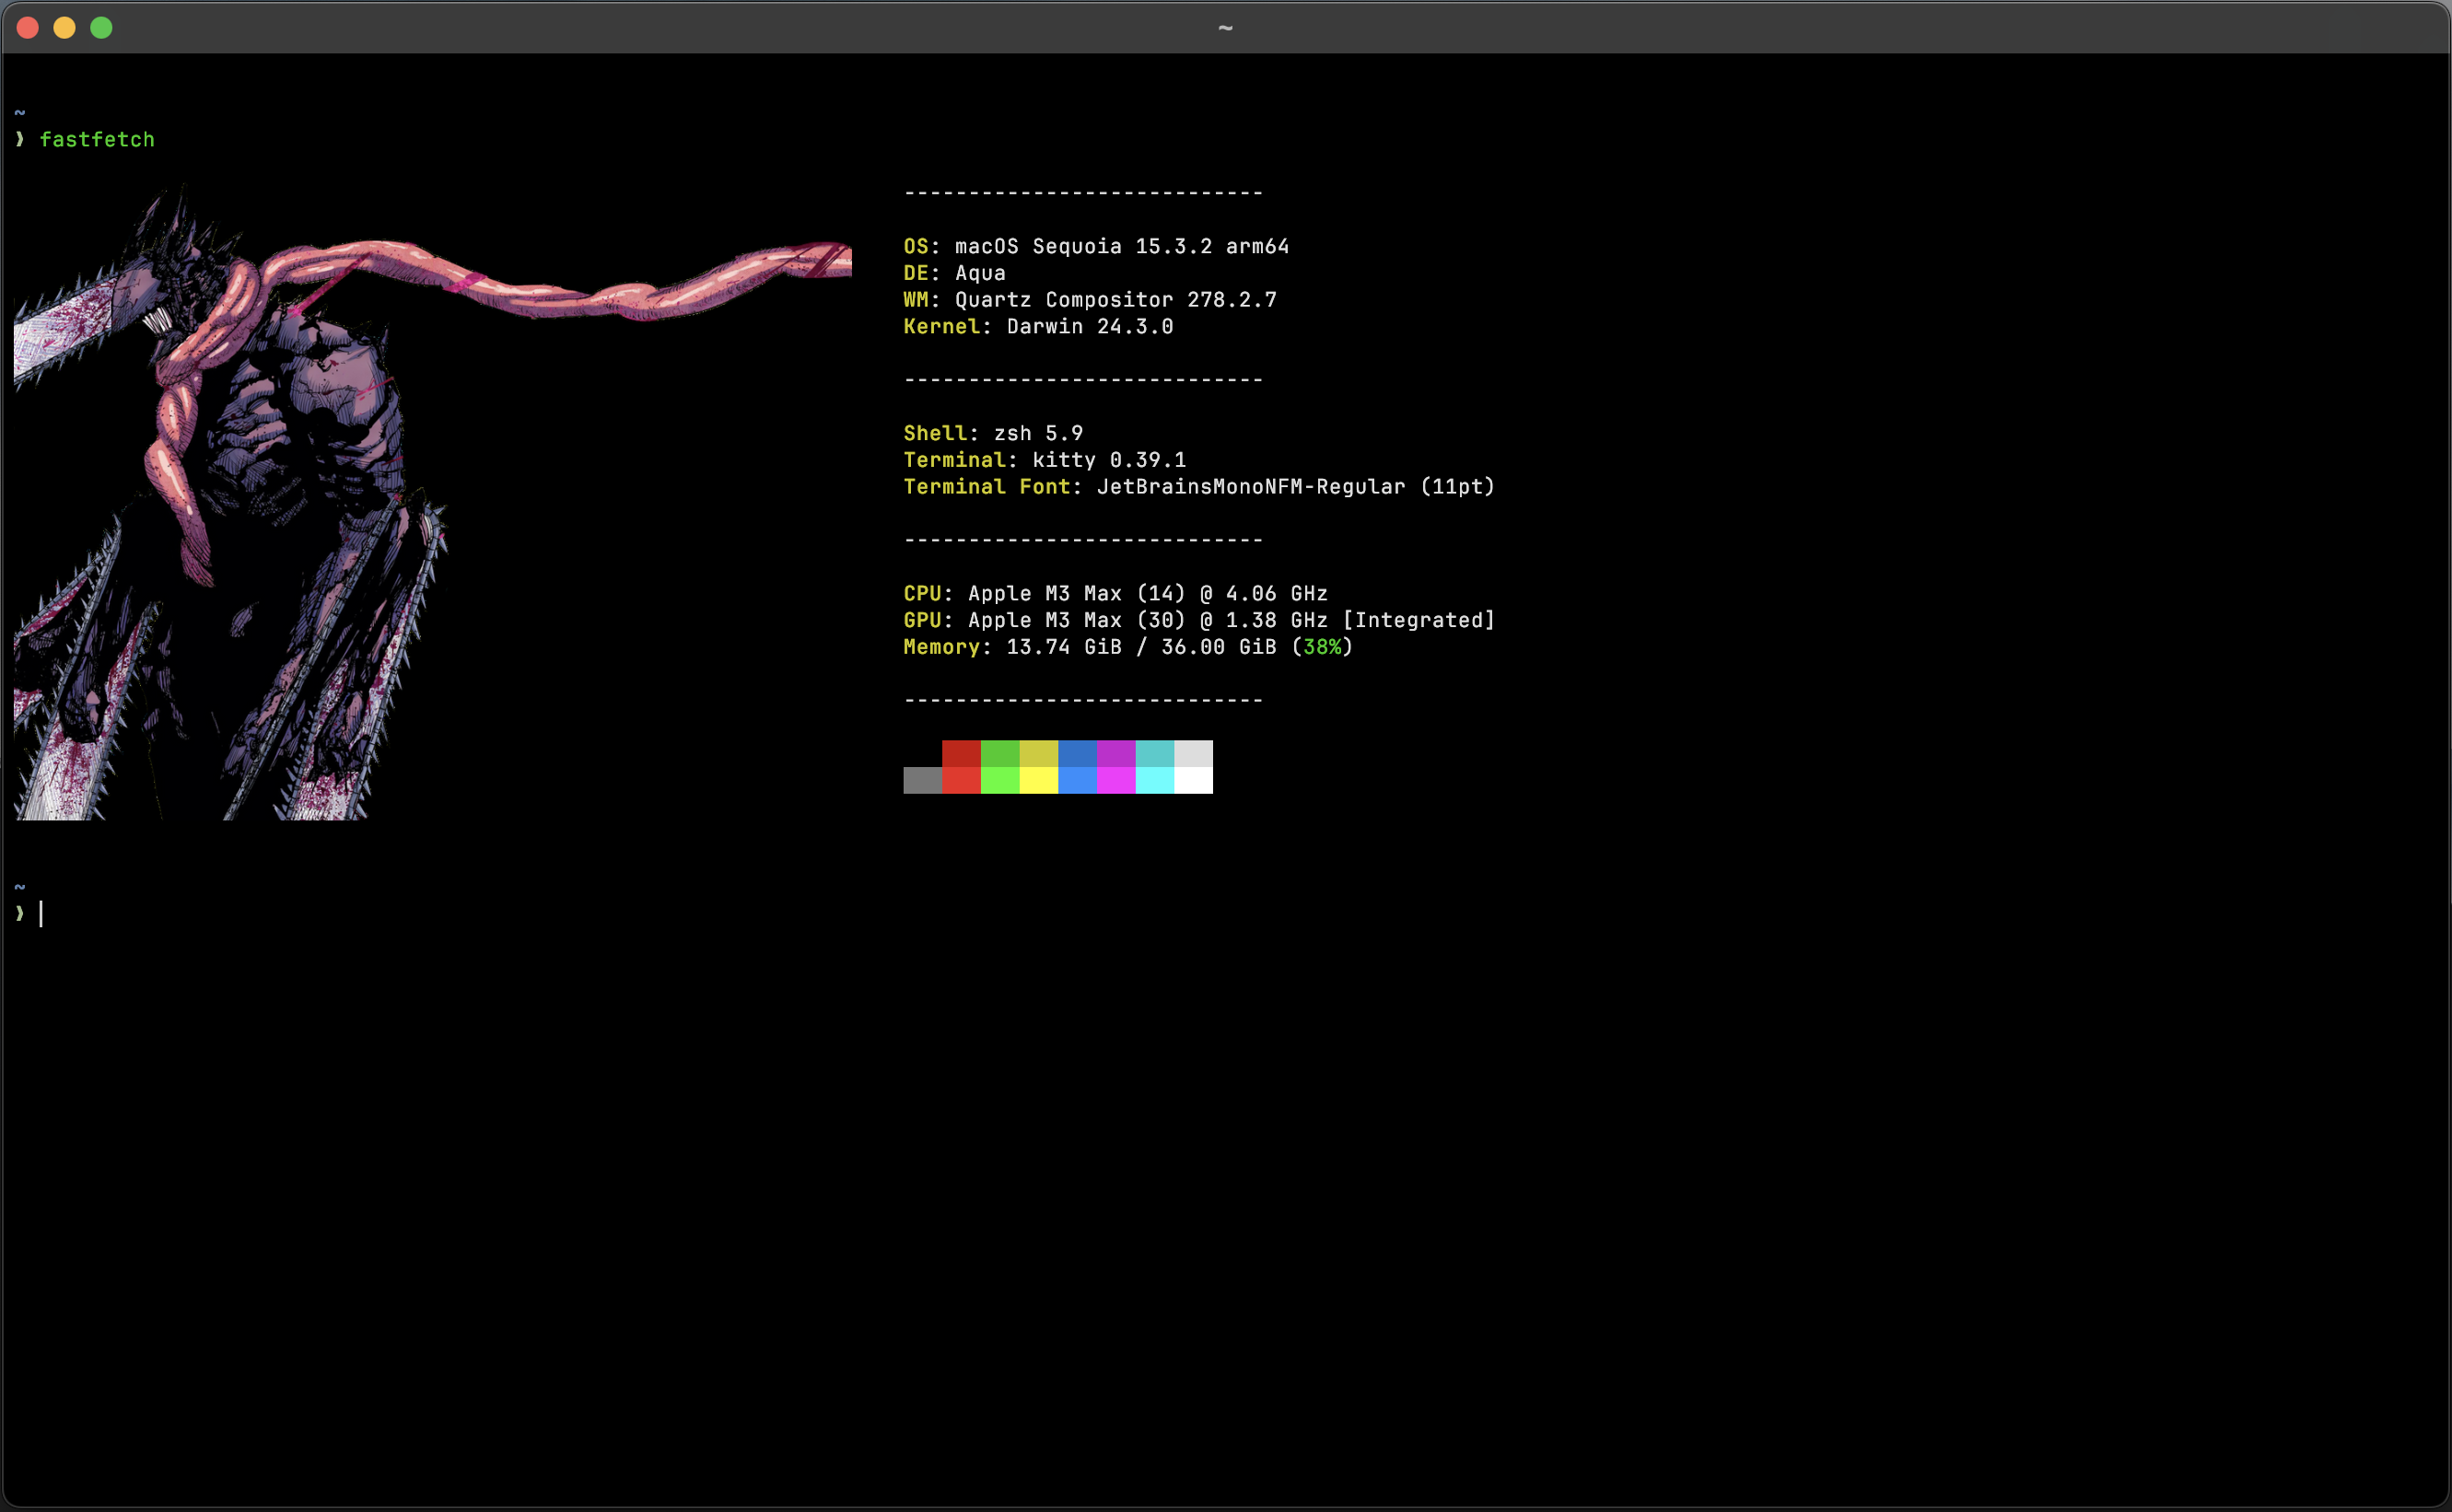 ~
~
❯ fastfetch
----------------------------
OS: macOS Sequoia 15.3.2 arm64
DE: Aqua
WM: Quartz Compositor 278.2.7
Kernel: Darwin 24.3.0
----------------------------
Shell: zsh 5.9
Terminal: kitty 0.39.1
Terminal Font: JetBrainsMonoNFM-Regular (11pt)
----------------------------
CPU: Apple M3 Max (14) @ 4.06 GHz
GPU: Apple M3 Max (30) @ 1.38 GHz [Integrated]
Memory: 13.74 GiB / 36.00 GiB (38%)
----------------------------
~
❯